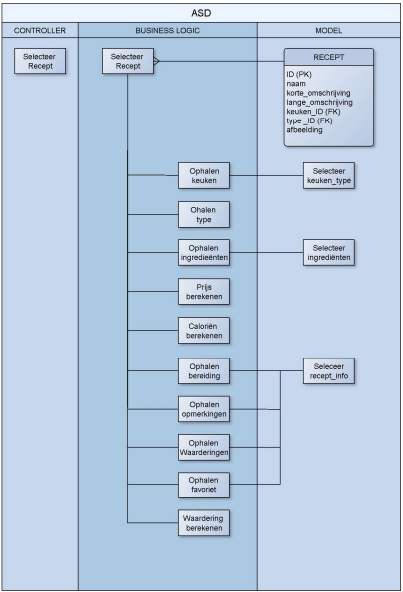 ASD
CONTROLLER
BUSINESS LOGIC
MODEL
Selecteer
Recept
Selecteer
Recept
RECEPT
ID (PK)
naam
korte_omschrijving
lange_omschrijving
keuken_ID (FK)
type _ID (FK)
afbeelding
Ophalen
keuken
Selecteer
keuken_type
Ohalen
type
Ophalen
ingredieënten
Selecteer
ingrediënten
Prijs
berekenen
Caloriën
berekenen
Ophalen
bereiding
Seleceer
recept_info
Ophalen
opmerkingen
Ophalen
Waarderingen
Ophalen
favoriet
Waardering
berekenen